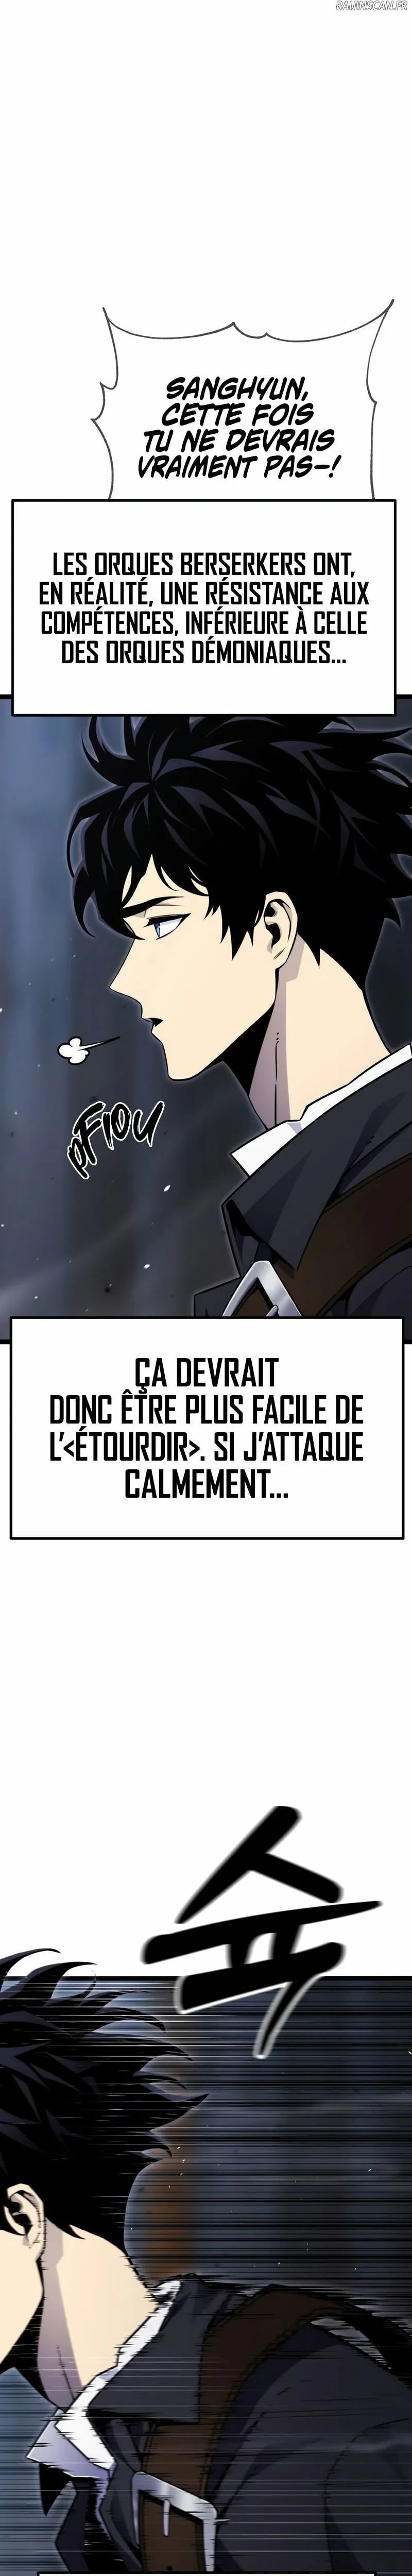 RAIJINSCAN.FR
SANGHYUN,
CETTE FOIS
TU NE DEVRAIS
VRAIMENT PAS-!
LES ORQUES BERSERKERS ONT,
EN RÉALITÉ, UNE RÉSISTANCE AUX
COMPÉTENCES, INFÉRIEURE À CELLE
DES ORQUES DÉMONIAQUES...
PFIOU
ÇA DEVRAIT
DONC ÊTRE PLUS FACILE DE
L'<ÉTOURDIR>. SI J'ATTAQUE
CALMEMENT...
슉